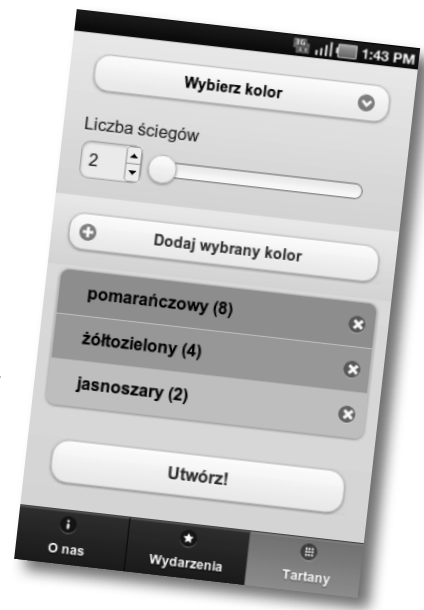 3G 1:43 PM
Wybierz kolor
Liczba ściegów
2
Dodaj wybrany kolor
pomarańczowy (8)
żółtozielony (4)
jasnoszary (2)
Utwórz!
O nas
Wydarzenia
Tartany